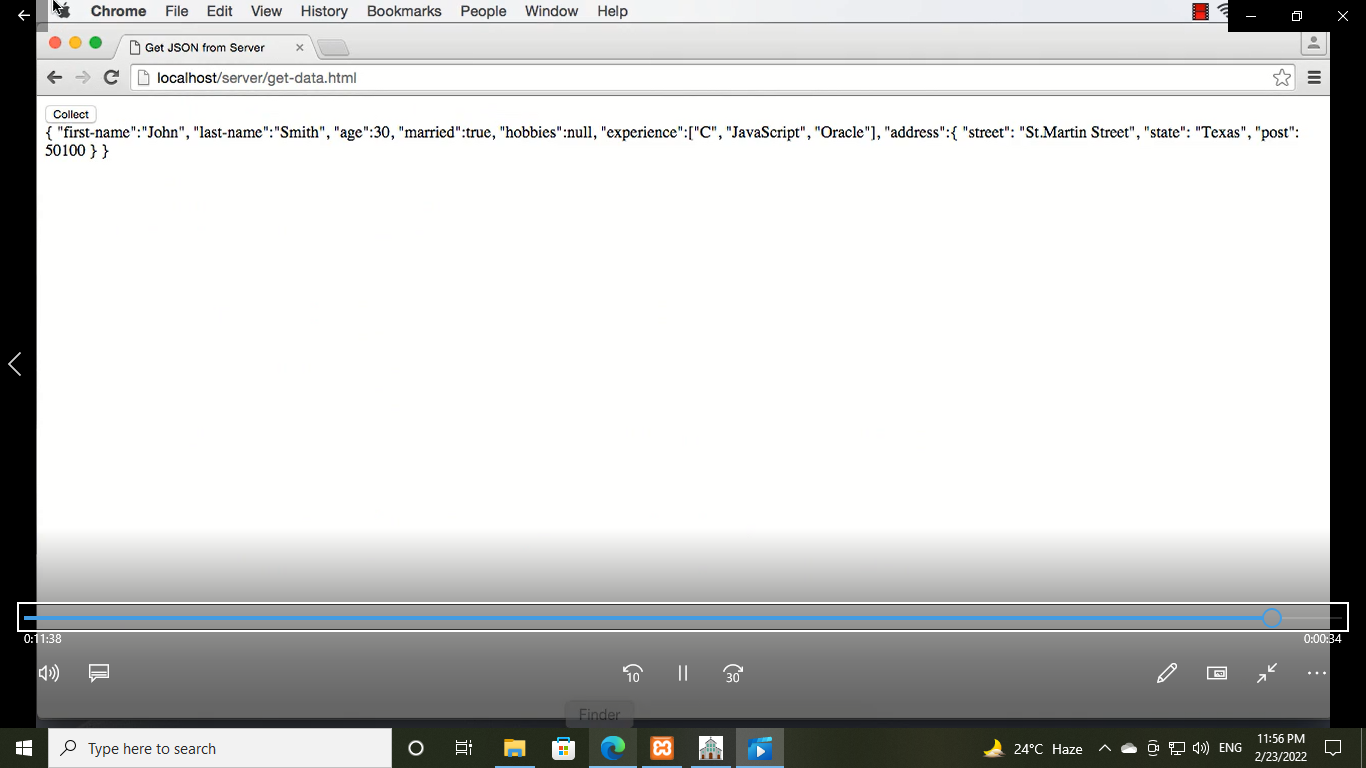 Chrome File Edit View History Bookmarks People Window Help
Get JSON from Server
localhost/server/get-data.html
Collect
{ "first-name":"John", "last-name":"Smith", "age":30, "married":true, "hobbies":null, "experience":["C", "JavaScript", "Oracle"], "address":{ "street": "St.Martin Street", "state": "Texas", "post":
50100 } }
0:11:38 0:00:34
10 30
Finder
Type here to search 24°C Haze ENG 11:56 PM
2/23/2022